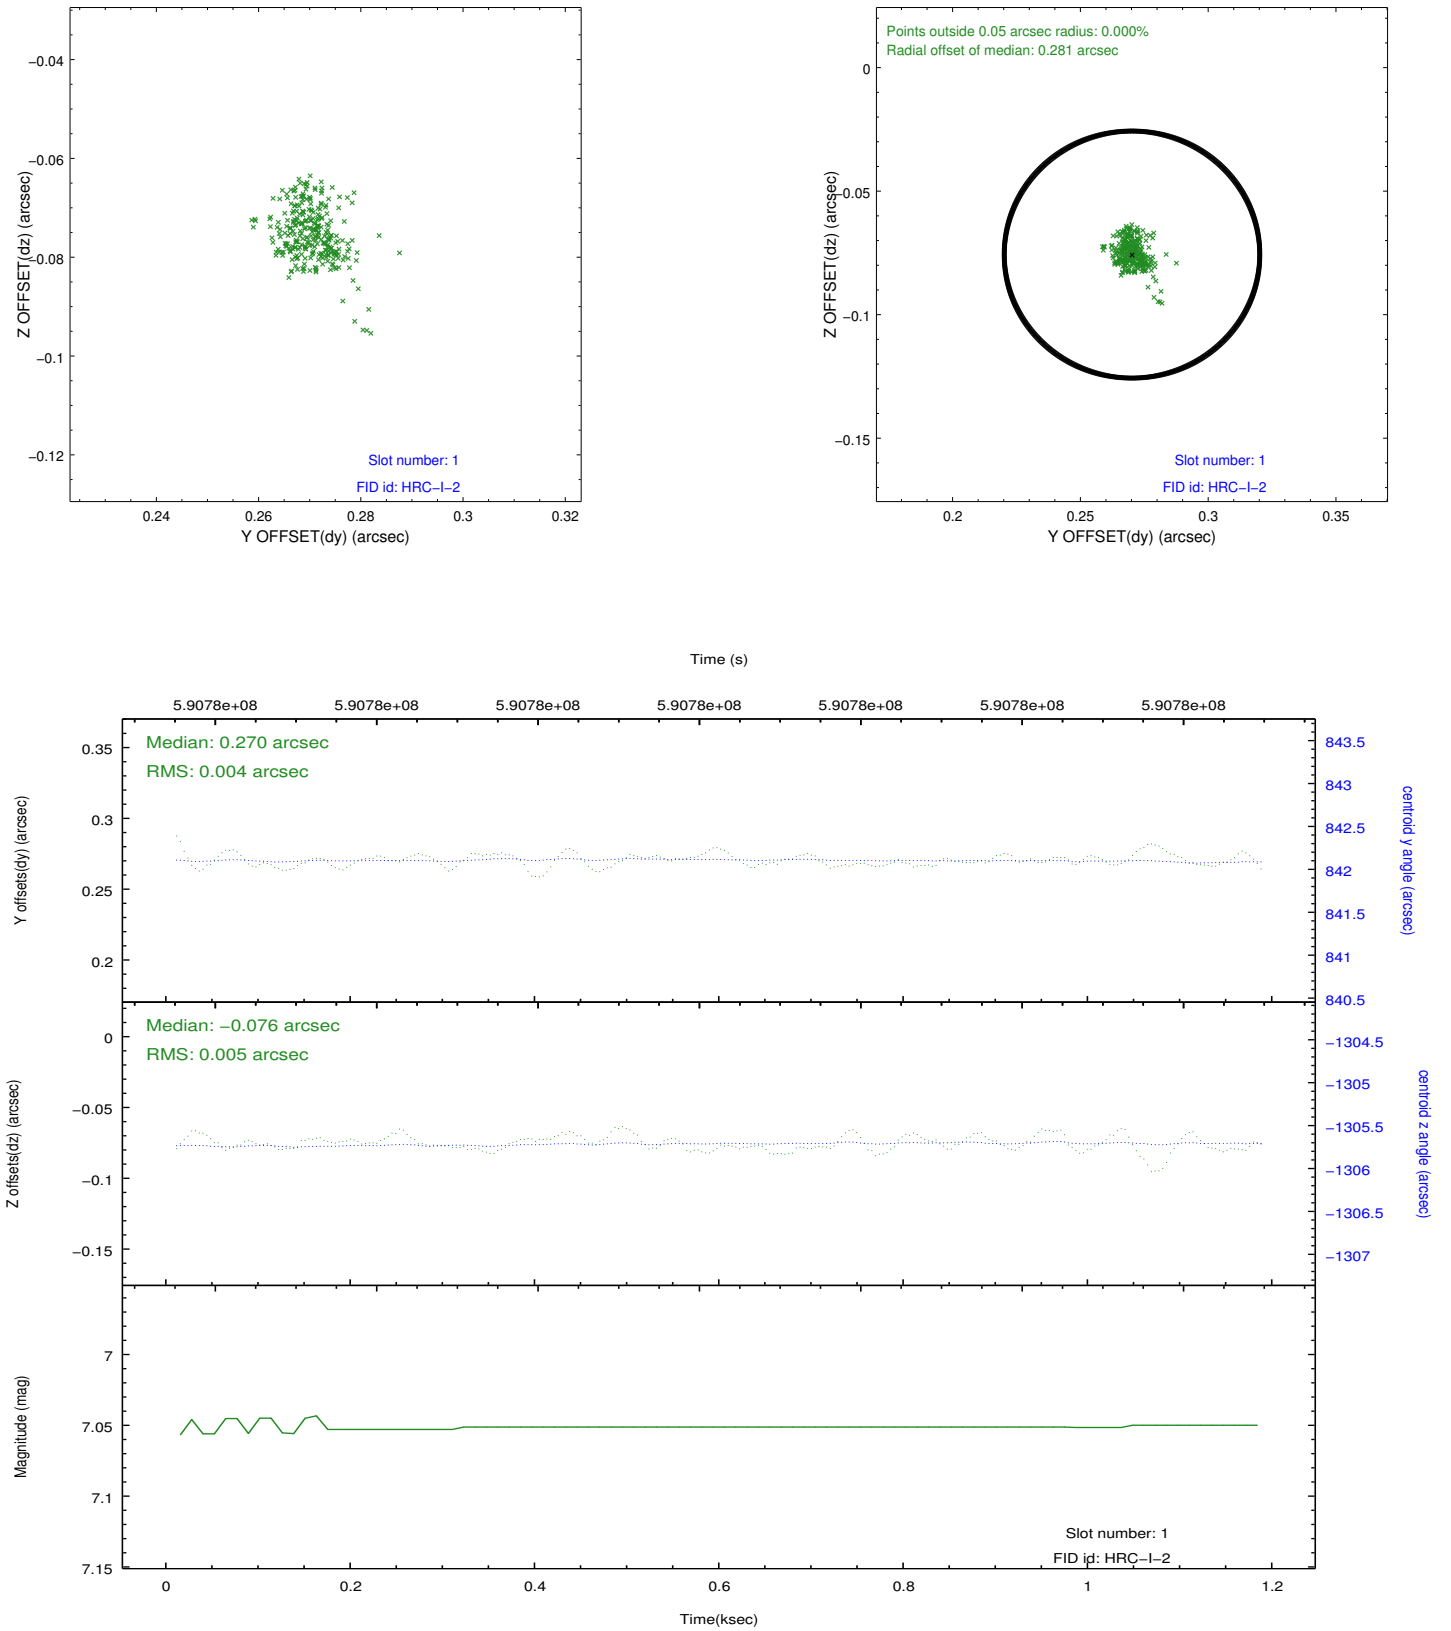 −0.04
−0.06
−0.08
−0.1
−0.12
Z OFFSET(dz) (arcsec)
Slot number: 1
FID id: HRC−I−2
0.24
0.26
0.28
0.3
0.32
Y OFFSET(dy) (arcsec)
Points outside 0.05 arcsec radius: 0.000%
Radial offset of median: 0.281 arcsec
0
−0.05
−0.1
−0.15
Z OFFSET(dz) (arcsec)
Slot number: 1
FID id: HRC−I−2
0.2
0.25
0.3
0.35
Y OFFSET(dy) (arcsec)
Time (s)
5.9078e+08 5.9078e+08 5.9078e+08 5.9078e+08 5.9078e+08 5.9078e+08 5.9078e+08
Median: 0.270 arcsec
RMS: 0.004 arcsec
0.35
0.3
0.25
0.2
Y offsets(dy) (arcsec)
843.5
843
842.5
842
841.5
841
840.5
centroid y angle (arcsec)
Median: −0.076 arcsec
RMS: 0.005 arcsec
0
−0.05
−0.1
−0.15
Z offsets(dz) (arcsec)
−1304.5
−1305
−1305.5
−1306
−1306.5
−1307
centroid z angle (arcsec)
7
7.05
7.1
7.15
Magnitude (mag)
Slot number: 1
FID id: HRC−I−2
0 0.2 0.4 0.6 0.8 1 1.2
Time(ksec)